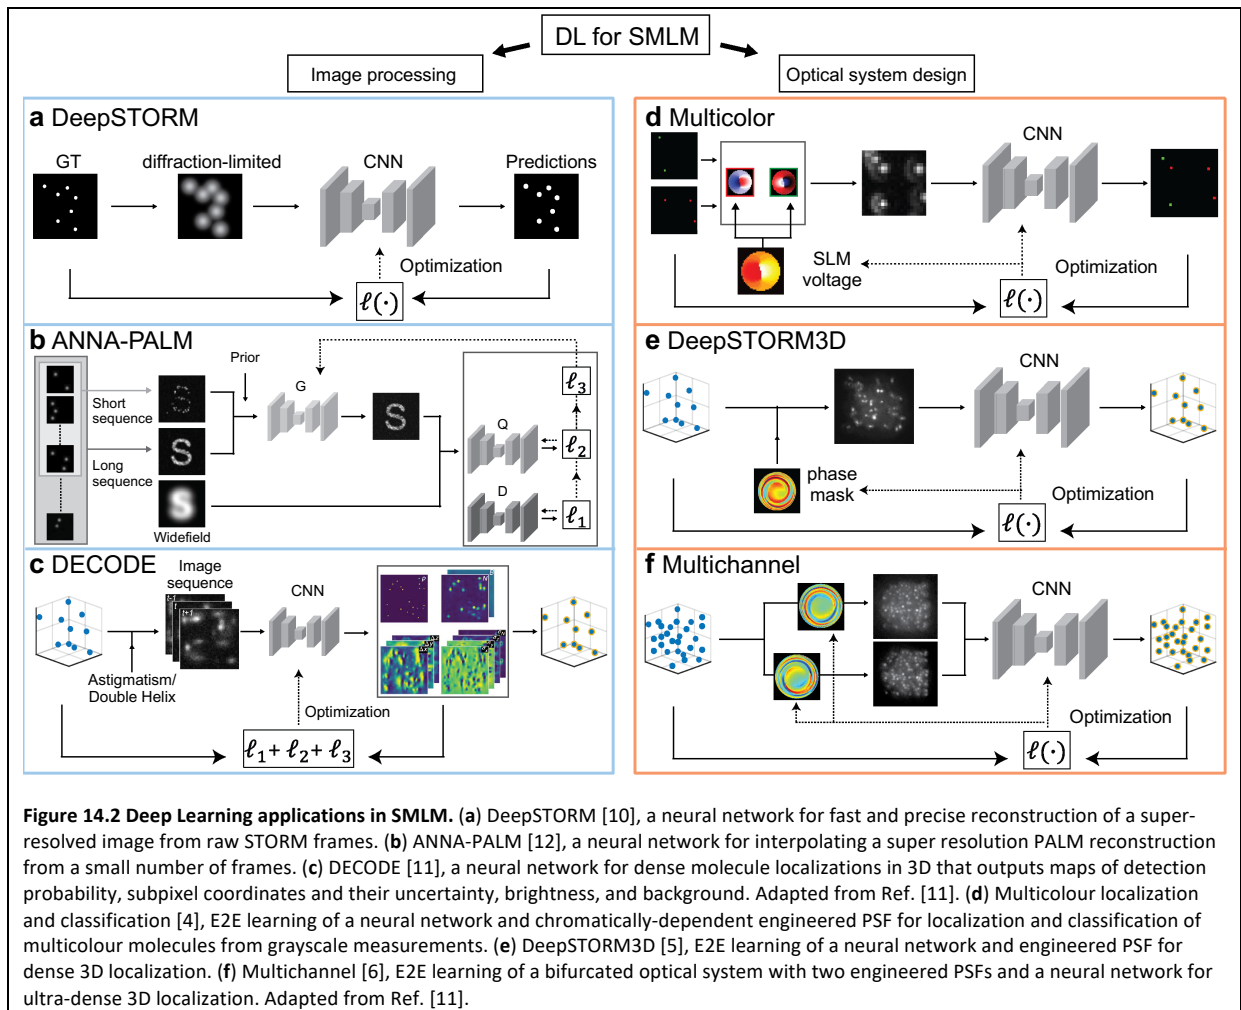 DL for SMLM
Image processing
Optical system design
a DeepSTORM
GT
diffraction-limited
CNN
Predictions
Optimization
ℓ(·)
b ANNA-PALM
Prior
G
Short
sequence
Long
sequence
Widefield
Q
D
ℓ3
ℓ2
ℓ1
c DECODE
Image
sequence
t-1
t
t+1
CNN
Astigmatism/
Double Helix
Optimization
ℓ1+ ℓ2+ ℓ3
d Multicolor
CNN
SLM
voltage
Optimization
ℓ(·)
e DeepSTORM3D
CNN
phase
mask
Optimization
ℓ(·)
f Multichannel
CNN
Optimization
ℓ(·)
Figure 14.2 Deep Learning applications in SMLM. (a) DeepSTORM [10], a neural network for fast and precise reconstruction of a super-
resolved image from raw STORM frames. (b) ANNA-PALM [12], a neural network for interpolating a super resolution PALM reconstruction
from a small number of frames. (c) DECODE [11], a neural network for dense molecule localizations in 3D that outputs maps of detection
probability, subpixel coordinates and their uncertainty, brightness, and background. Adapted from Ref. [11]. (d) Multicolour localization
and classification [4], E2E learning of a neural network and chromatically-dependent engineered PSF for localization and classification of
multicolour molecules from grayscale measurements. (e) DeepSTORM3D [5], E2E learning of a neural network and engineered PSF for
dense 3D localization. (f) Multichannel [6], E2E learning of a bifurcated optical system with two engineered PSFs and a neural network for
ultra-dense 3D localization. Adapted from Ref. [11].